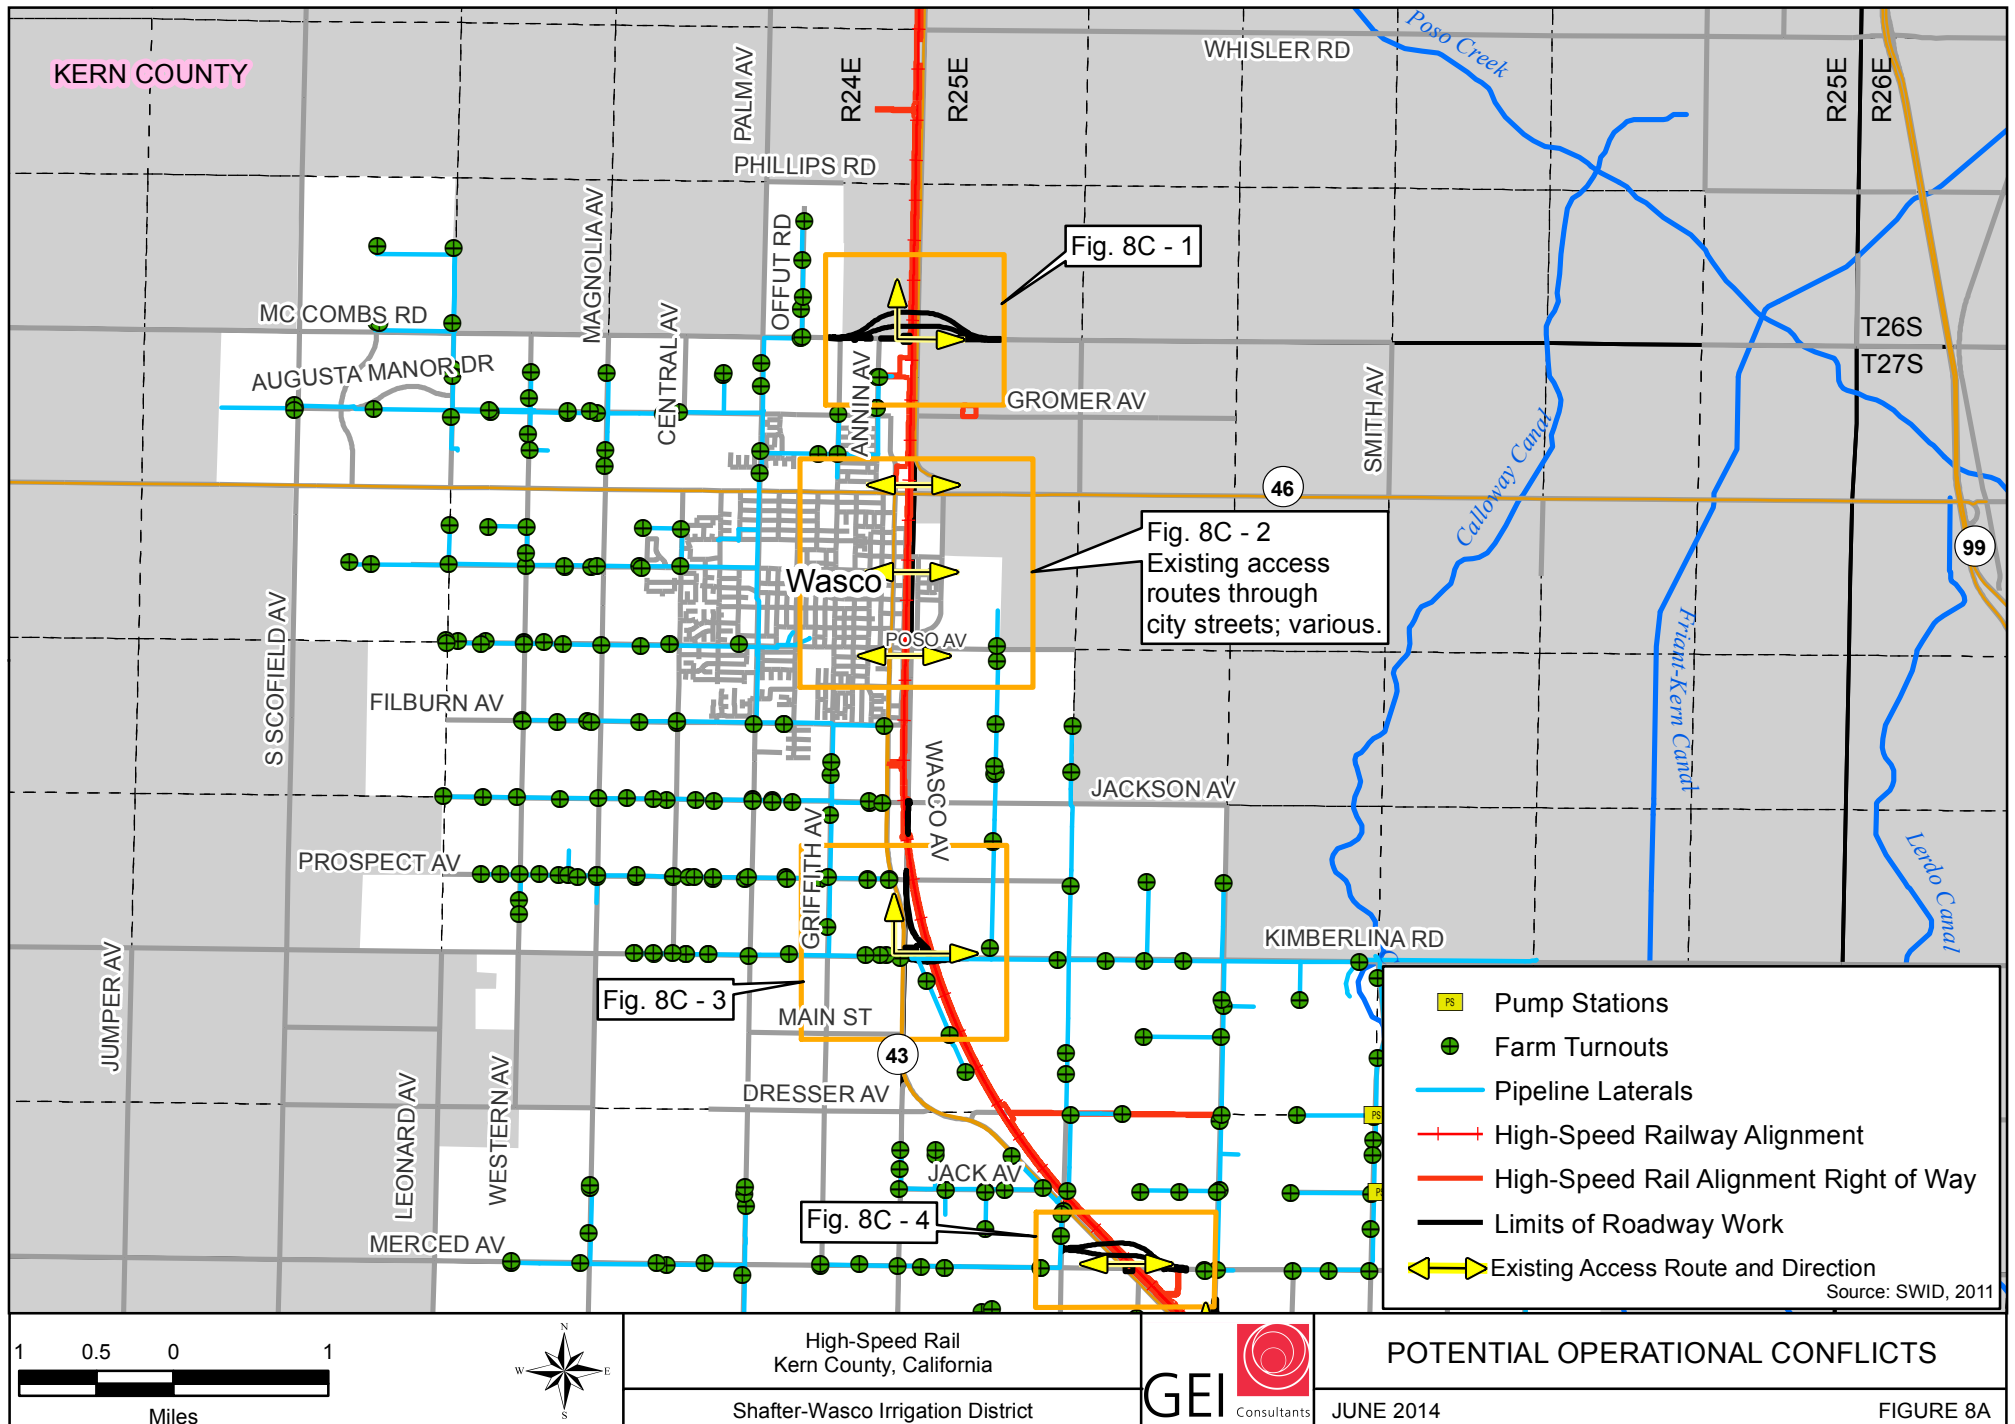 KERN COUNTY
PALM AV
R24E
R25E
WHISLER RD
Poso Creek
R25E
R26E
PHILLIPS RD
MAGNOLIA AV
OFFUT RD
Fig. 8C - 1
MC COMBS RD
CENTRAL AV
T26S
T27S
AUGUSTA MANOR DR
ANNIN AV
GROMER AV
SMITH AV
Calloway Canal
46
99
Fig. 8C - 2
Existing access
routes through
city streets; various.
Wasco
POSO AV
S SCOFIELD AV
FILBURN AV
Friant-Kern Canal
WASCO AV
JACKSON AV
GRIFFITH AV
PROSPECT AV
Lerdo Canal
KIMBERLINA RD
JUMPER AV
Fig. 8C - 3
MAIN ST
43
DRESSER AV
LEONARD AV
WESTERN AV
JACK AV
Fig. 8C - 4
MERCED AV
PS
PS
PS Pump Stations
Farm Turnouts
Pipeline Laterals
High-Speed Railway Alignment
High-Speed Rail Alignment Right of Way
Limits of Roadway Work
Existing Access Route and Direction
Source: SWID, 2011
1 0.5 0 1
Miles
N
W E
S
High-Speed Rail
Kern County, California
Shafter-Wasco Irrigation District
GEI Consultants
POTENTIAL OPERATIONAL CONFLICTS
JUNE 2014
FIGURE 8A